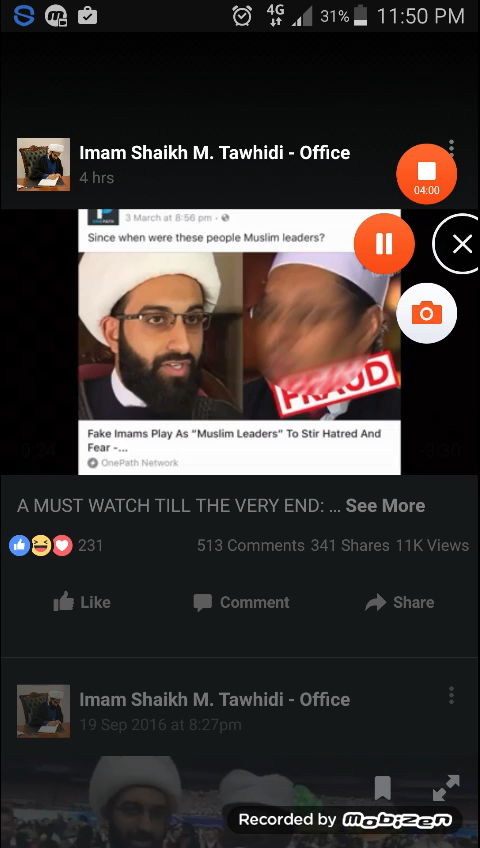 4G
31%
11:50 PM
Imam Shaikh M. Tawhidi - Office
4 hrs
04:00
3 March at 8:56 pm
Since when were these people Muslim leaders?
FRAUD
Fake Imams Play As "Muslim Leaders" To Stir Hatred And
Fear -...
OnePath Network
A MUST WATCH TILL THE VERY END: ... See More
231
513 Comments 341 Shares 11K Views
Like
Comment
Share
Imam Shaikh M. Tawhidi - Office
19 Sep 2016 at 8:27pm
Recorded by Mobizen